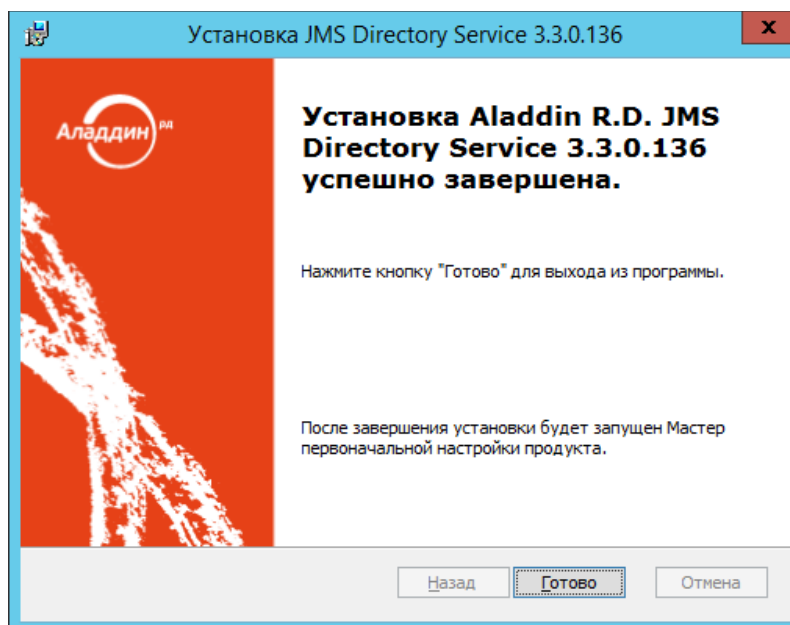 Установка JMS Directory Service 3.3.0.136
x
Аладдин РД
Установка Aladdin R.D. JMS
Directory Service 3.3.0.136
успешно завершена.
Нажмите кнопку "Готово" для выхода из программы.
После завершения установки будет запущен Мастер
первоначальной настройки продукта.
Назад
Готово
Отмена